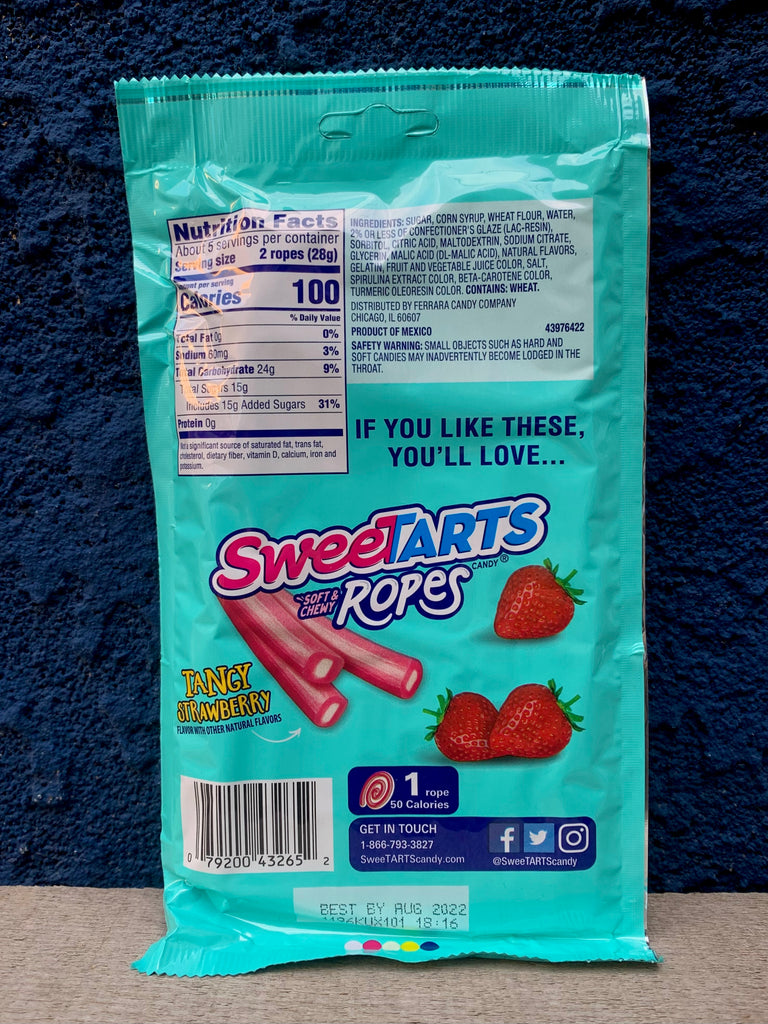 Nutrition Facts
About 5 servings per container
Serving size 2 ropes (28g)
Amount per serving
Calories 100
% Daily Value
Total Fat 0g 0%
Sodium 60mg 3%
Total Carbohydrate 24g 9%
Total Sugars 15g
Includes 15g Added Sugars 31%
Protein 0g
Not a significant source of saturated fat, trans fat,
cholesterol, dietary fiber, vitamin D, calcium, iron and
potassium.
INGREDIENTS: SUGAR, CORN SYRUP, WHEAT FLOUR, WATER,
2% OR LESS OF CONFECTIONER'S GLAZE (LAC-RESIN),
SORBITOL, CITRIC ACID, MALTODEXTRIN, SODIUM CITRATE,
GLYCERIN, MALIC ACID (DL-MALIC ACID), NATURAL FLAVORS,
GELATIN, FRUIT AND VEGETABLE JUICE COLOR, SALT,
SPIRULINA EXTRACT COLOR, BETA-CAROTENE COLOR,
TURMERIC OLEORESIN COLOR. CONTAINS: WHEAT.
DISTRIBUTED BY FERRARA CANDY COMPANY
CHICAGO, IL 60607
PRODUCT OF MEXICO 43976422
SAFETY WARNING: SMALL OBJECTS SUCH AS HARD AND
SOFT CANDIES MAY INADVERTENTLY BECOME LODGED IN THE
THROAT.
IF YOU LIKE THESE,
YOU'LL LOVE...
SweeTARTS
CANDY®
SOFT &
CHEWY
ROPES
TANGY
STRAWBERRY
FLAVOR WITH OTHER NATURAL FLAVORS
1 rope
50 Calories
GET IN TOUCH
1-866-793-3827
SweeTARTScandy.com
@SweeTARTScandy
0 79200 43265 2
BEST BY AUG 2022
18:16